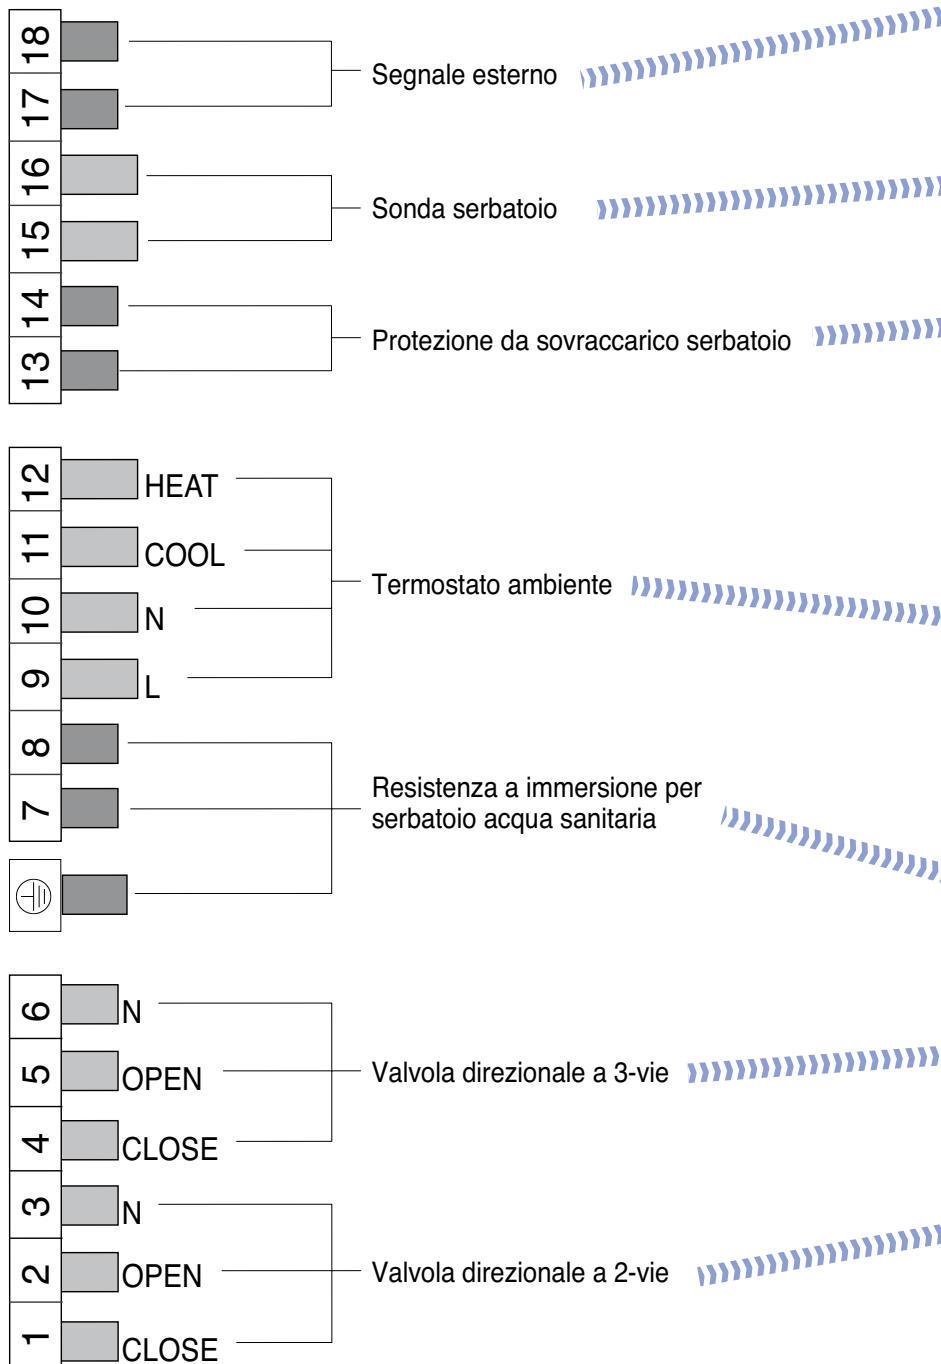 18
Segnale esterno
17
16
Sonda serbatoio
15
14
Protezione da sovraccarico serbatoio
13
12 HEAT
11 COOL
Termostato ambiente
10 N
9 L
8
Resistenza a immersione per
serbatoio acqua sanitaria
7
6 N
5 OPEN
Valvola direzionale a 3-vie
4 CLOSE
3 N
2 OPEN
Valvola direzionale a 2-vie
1 CLOSE